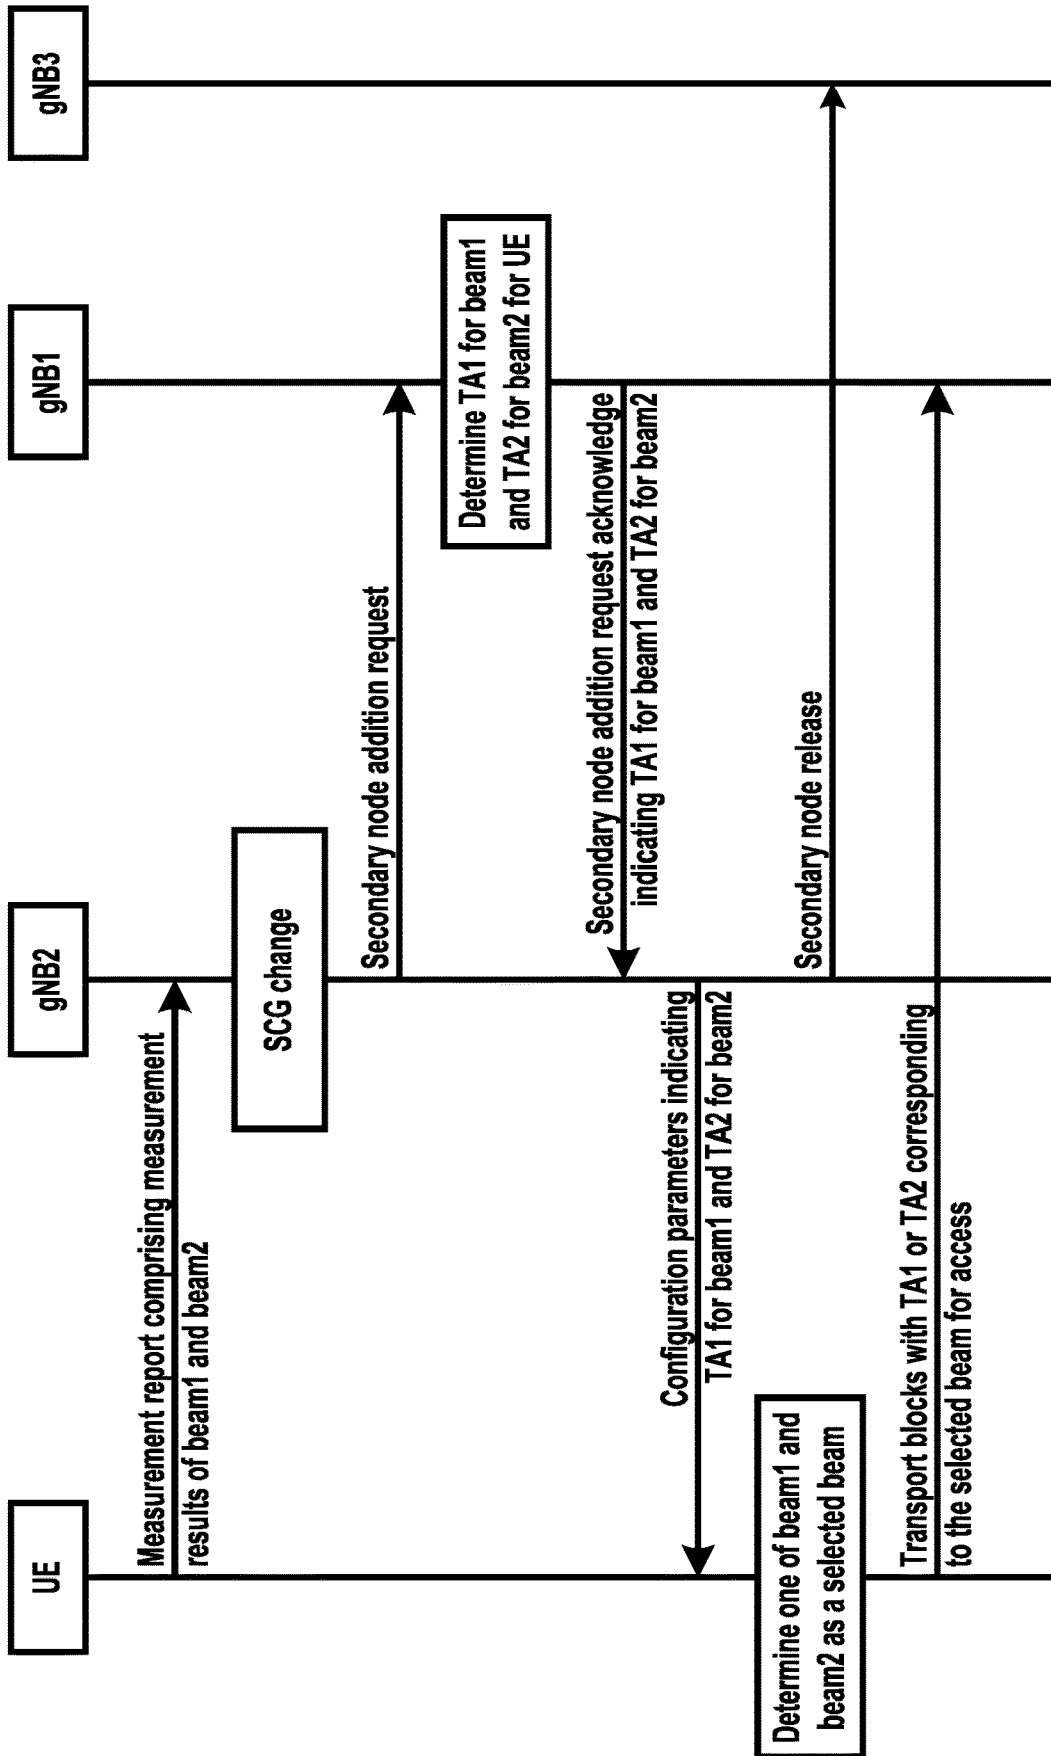 UE
gNB2
gNB1
gNB3
Measurement report comprising measurement
results of beam1 and beam2
SCG change
Secondary node addition request
Determine TA1 for beam1
and TA2 for beam2 for UE
Secondary node addition request acknowledge
indicating TA1 for beam1 and TA2 for beam2
Configuration parameters indicating
TA1 for beam1 and TA2 for beam2
Determine one of beam1 and
beam2 as a selected beam
Secondary node release
Transport blocks with TA1 or TA2 corresponding
to the selected beam for access